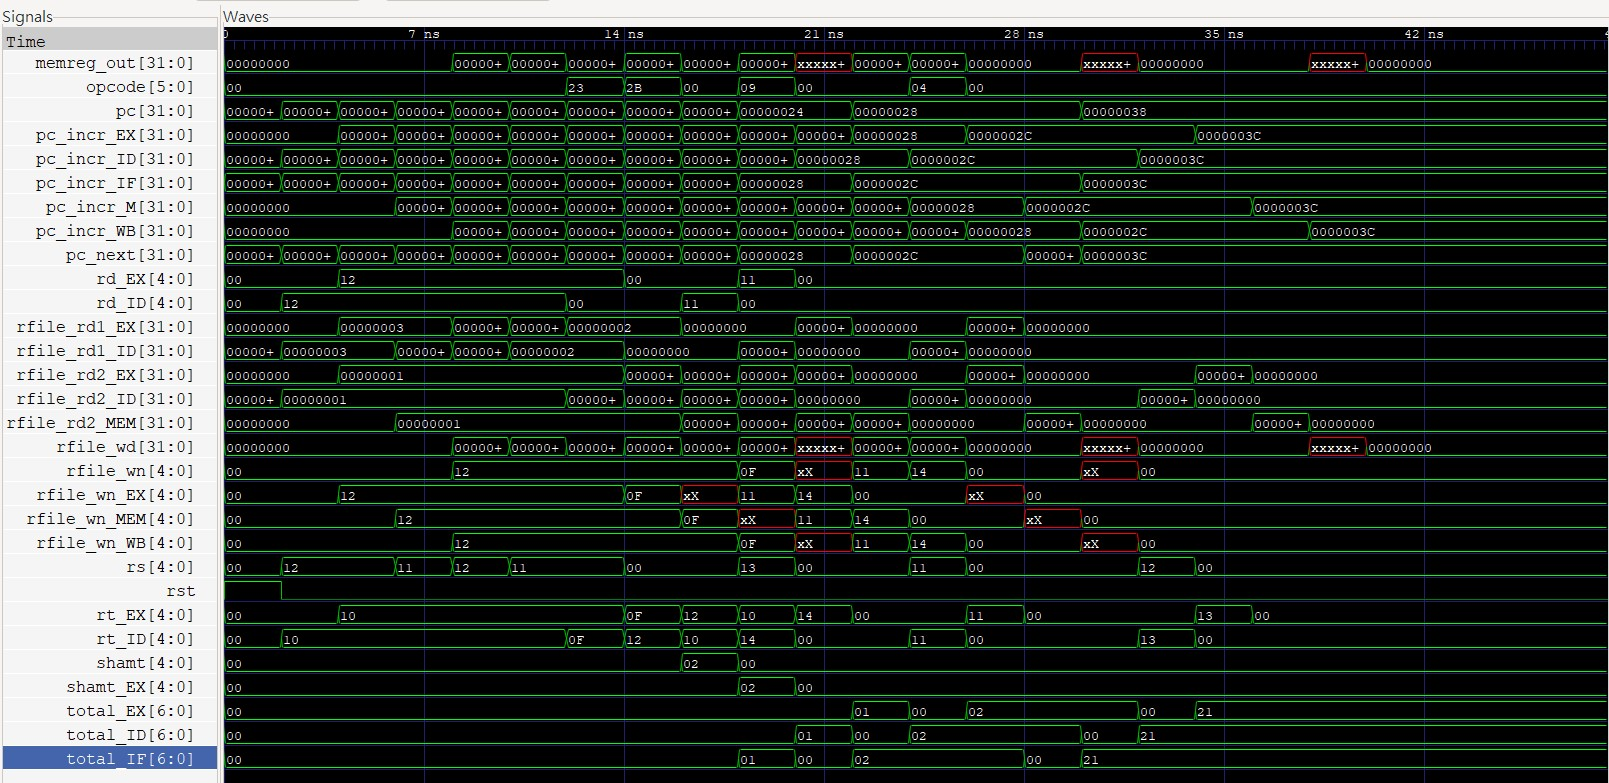 Signals
Waves
Time
0 7 ns 14 ns 21 ns 28 ns 35 ns 42 ns 4
memreg_out[31:0] 00000000 00000+ 00000+ 00000+ 00000+ 00000+ 00000+ xxxxx+ 00000+ 00000+ 00000000 xxxxx+ 00000000 xxxxx+ 00000000
opcode[5:0] 00 23 2B 00 09 00 04 00
pc[31:0] 00000+ 00000+ 00000+ 00000+ 00000+ 00000+ 00000+ 00000+ 00000+ 00000024 00000028 00000038
pc_incr_EX[31:0] 00000000 00000+ 00000+ 00000+ 00000+ 00000+ 00000+ 00000+ 00000+ 00000+ 00000028 0000002C 0000003C
pc_incr_ID[31:0] 00000+ 00000+ 00000+ 00000+ 00000+ 00000+ 00000+ 00000+ 00000+ 00000+ 00000028 0000002C 0000003C
pc_incr_IF[31:0] 00000+ 00000+ 00000+ 00000+ 00000+ 00000+ 00000+ 00000+ 00000+ 00000028 0000002C 0000003C
pc_incr_M[31:0] 00000000 00000+ 00000+ 00000+ 00000+ 00000+ 00000+ 00000+ 00000+ 00000+ 00000028 0000002C 0000003C
pc_incr_WB[31:0] 00000000 00000+ 00000+ 00000+ 00000+ 00000+ 00000+ 00000+ 00000+ 00000+ 00000028 0000002C 0000003C
pc_next[31:0] 00000+ 00000+ 00000+ 00000+ 00000+ 00000+ 00000+ 00000+ 00000+ 00000028 0000002C 00000+ 0000003C
rd_EX[4:0] 00 12 00 11 00
rd_ID[4:0] 00 12 00 11 00
rfile_rd1_EX[31:0] 00000000 00000003 00000+ 00000+ 00000002 00000000 00000+ 00000000 00000+ 00000000
rfile_rd1_ID[31:0] 00000+ 00000003 00000+ 00000+ 00000002 00000000 00000+ 00000000 00000+ 00000000
rfile_rd2_EX[31:0] 00000000 00000001 00000+ 00000+ 00000+ 00000+ 00000000 00000+ 00000000 00000+ 00000000
rfile_rd2_ID[31:0] 00000+ 00000001 00000+ 00000+ 00000+ 00000+ 00000000 00000+ 00000000 00000+ 00000000
rfile_rd2_MEM[31:0] 00000000 00000001 00000+ 00000+ 00000+ 00000+ 00000000 00000+ 00000000 00000+ 00000000
rfile_wd[31:0] 00000000 00000+ 00000+ 00000+ 00000+ 00000+ 00000+ xxxxx+ 00000+ 00000+ 00000000 xxxxx+ 00000000 xxxxx+ 00000000
rfile_wn[4:0] 00 12 0F xX 11 14 00 xX 00
rfile_wn_EX[4:0] 00 12 0F xX 11 14 00 xX 00
rfile_wn_MEM[4:0] 00 12 0F xX 11 14 00 xX 00
rfile_wn_WB[4:0] 00 12 0F xX 11 14 00 xX 00
rs[4:0] 00 12 11 12 11 00 13 00 11 00 12 00
rst
rt_EX[4:0] 00 10 0F 12 10 14 00 11 00 13 00
rt_ID[4:0] 00 10 0F 12 10 14 00 11 00 13 00
shamt[4:0] 00 02 00
shamt_EX[4:0] 00 02 00
total_EX[6:0] 00 01 00 02 00 21
total_ID[6:0] 00 01 00 02 00 21
total_IF[6:0] 00 01 00 02 00 21